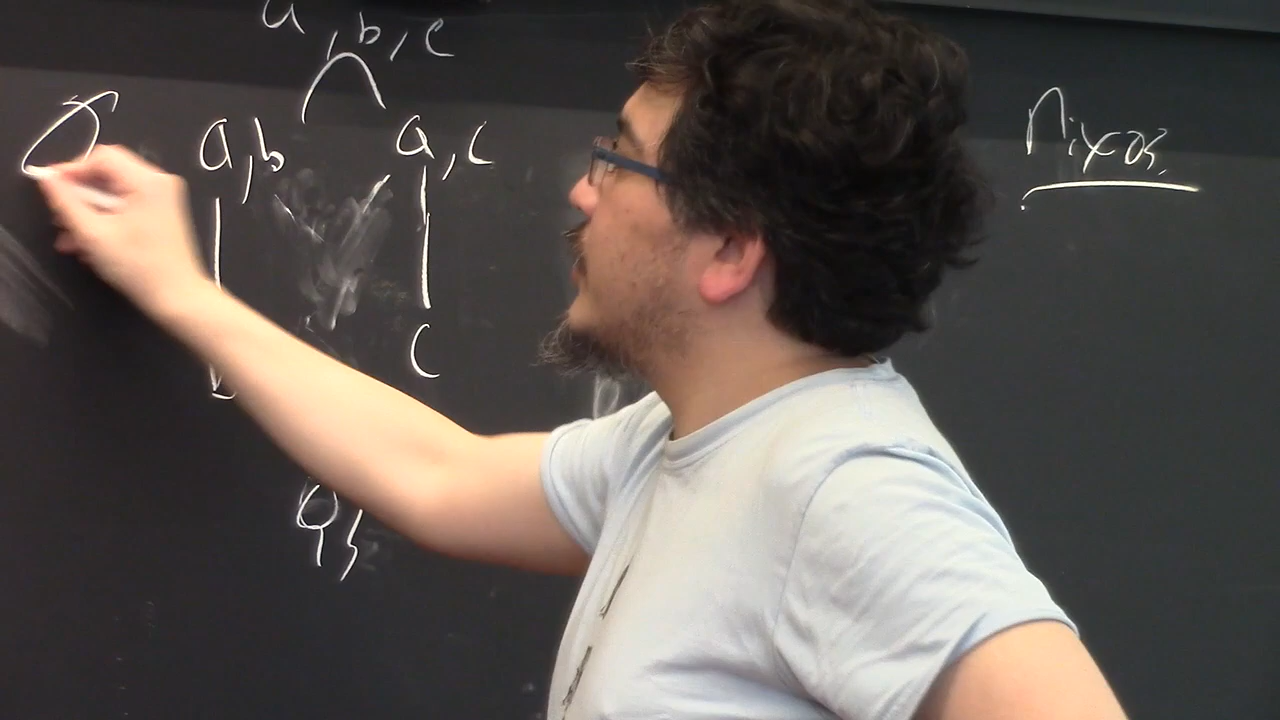 a, b, c
a, b
a, c
nixos
c